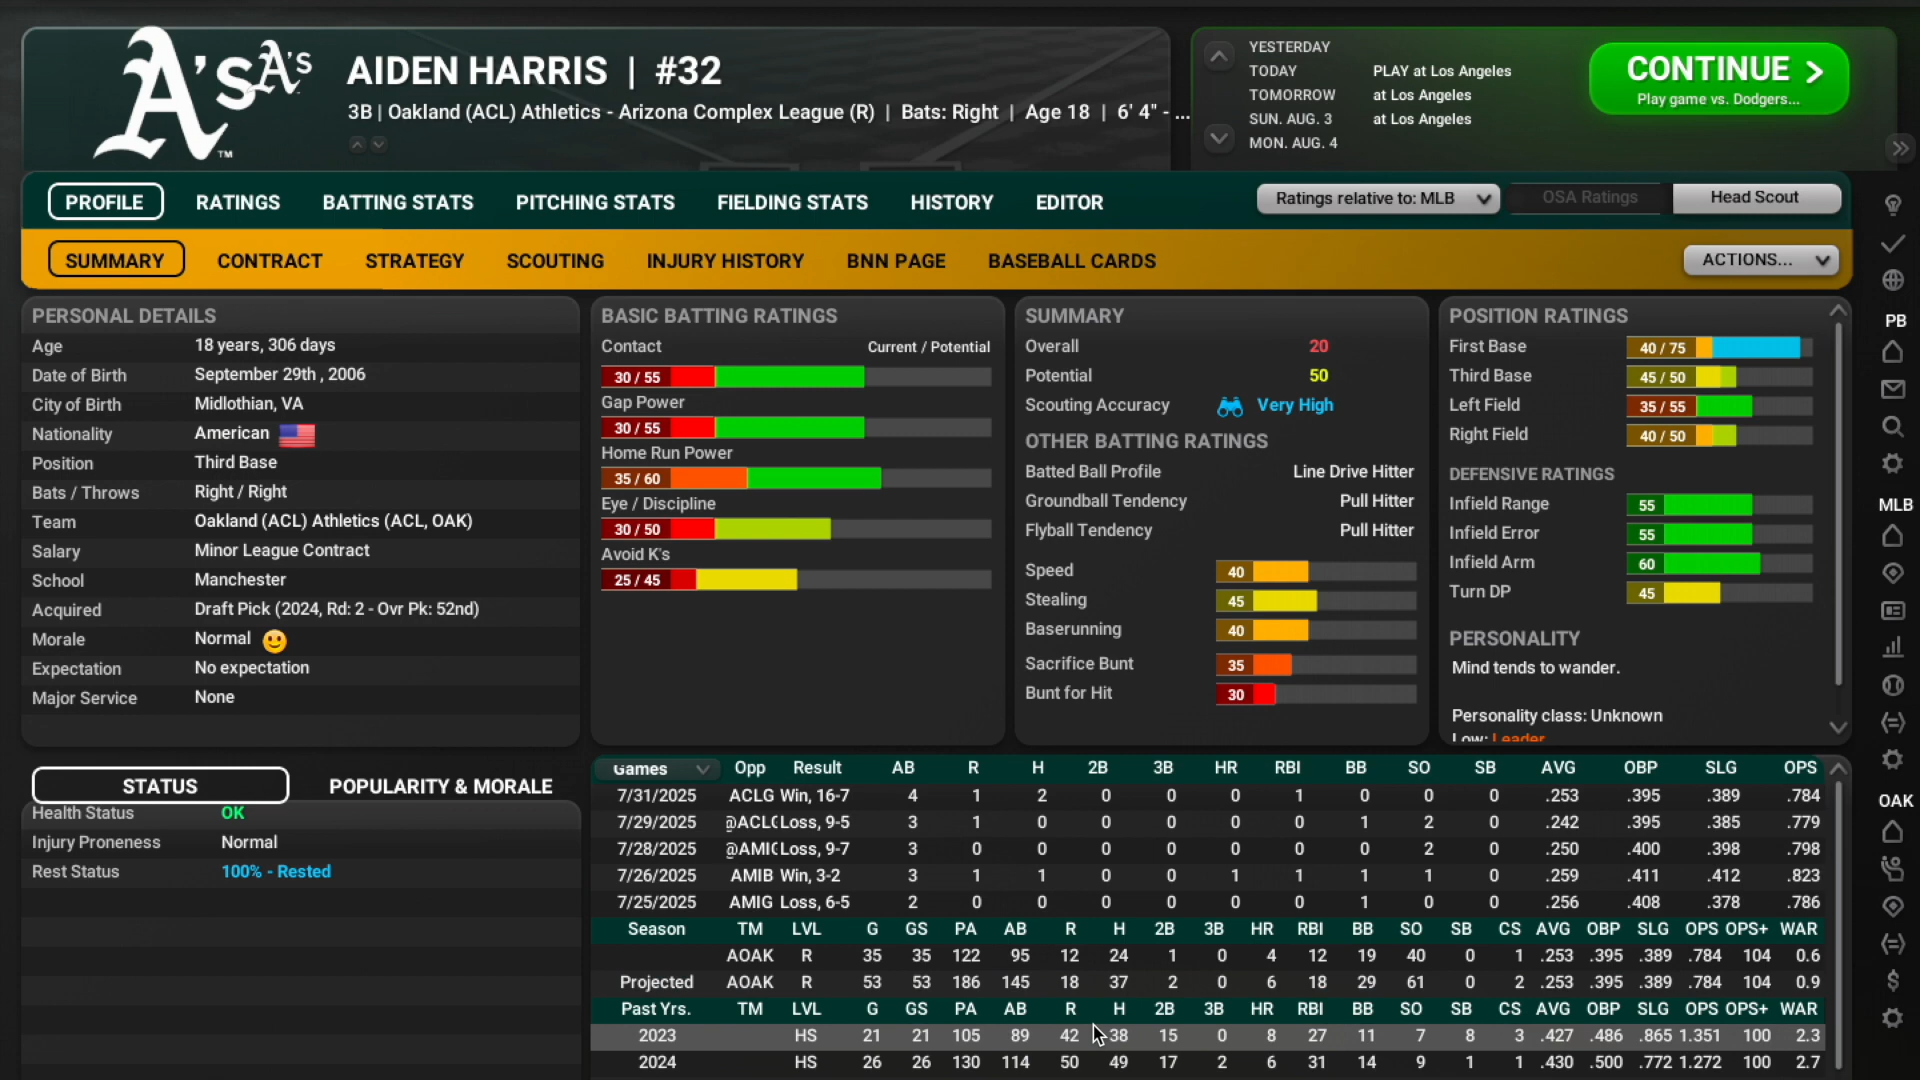 A's A's
TM
AIDEN HARRIS | #32
3B | Oakland (ACL) Athletics - Arizona Complex League (R) | Bats: Right | Age 18 | 6' 4" - ...
YESTERDAY
TODAY PLAY at Los Angeles
TOMORROW at Los Angeles
SUN. AUG. 3 at Los Angeles
MON. AUG. 4
CONTINUE
Play game vs. Dodgers...
PROFILE RATINGS BATTING STATS PITCHING STATS FIELDING STATS HISTORY EDITOR
Ratings relative to: MLB OSA Ratings Head Scout
SUMMARY CONTRACT STRATEGY SCOUTING INJURY HISTORY BNN PAGE BASEBALL CARDS
ACTIONS...
PERSONAL DETAILS
Age 18 years, 306 days
Date of Birth September 29th , 2006
City of Birth Midlothian, VA
Nationality American
Position Third Base
Bats / Throws Right / Right
Team Oakland (ACL) Athletics (ACL, OAK)
Salary Minor League Contract
School Manchester
Acquired Draft Pick (2024, Rd: 2 - Ovr Pk: 52nd)
Morale Normal
Expectation No expectation
Major Service None
BASIC BATTING RATINGS
Contact Current / Potential
30 / 55
Gap Power
30 / 55
Home Run Power
35 / 60
Eye / Discipline
30 / 50
Avoid K's
25 / 45
SUMMARY
Overall 20
Potential 50
Scouting Accuracy Very High
OTHER BATTING RATINGS
Batted Ball Profile Line Drive Hitter
Groundball Tendency Pull Hitter
Flyball Tendency Pull Hitter
Speed 40
Stealing 45
Baserunning 40
Sacrifice Bunt 35
Bunt for Hit 30
POSITION RATINGS
First Base 40 / 75
Third Base 45 / 50
Left Field 35 / 55
Right Field 40 / 50
DEFENSIVE RATINGS
Infield Range 55
Infield Error 55
Infield Arm 60
Turn DP 45
PERSONALITY
Mind tends to wander.
Personality class: Unknown
Low: Leader
PB
MLB
OAK
STATUS POPULARITY & MORALE
Health Status OK
Injury Proneness Normal
Rest Status 100% - Rested
Games Opp Result AB R H 2B 3B HR RBI BB SO SB AVG OBP SLG OPS
7/31/2025 ACLG Win, 16-7 4 1 2 0 0 0 1 0 0 0 .253 .395 .389 .784
7/29/2025 @ACLC Loss, 9-5 3 1 0 0 0 0 0 1 2 0 .242 .395 .385 .779
7/28/2025 @AMIC Loss, 9-7 3 0 0 0 0 0 0 0 2 0 .250 .400 .398 .798
7/26/2025 AMIB Win, 3-2 3 1 1 0 0 1 1 1 1 0 .259 .411 .412 .823
7/25/2025 AMIG Loss, 6-5 2 0 0 0 0 0 0 1 0 0 .256 .408 .378 .786
Season TM LVL G GS PA AB R H 2B 3B HR RBI BB SO SB CS AVG OBP SLG OPS OPS+ WAR
AOAK R 35 35 122 95 12 24 1 0 4 12 19 40 0 1 .253 .395 .389 .784 104 0.6
Projected AOAK R 53 53 186 145 18 37 2 0 6 18 29 61 0 2 .253 .395 .389 .784 104 0.9
Past Yrs. TM LVL G GS PA AB R H 2B 3B HR RBI BB SO SB CS AVG OBP SLG OPS OPS+ WAR
2023 HS 21 21 105 89 42 38 15 0 8 27 11 7 8 3 .427 .486 .865 1.351 100 2.3
2024 HS 26 26 130 114 50 49 17 2 6 31 14 9 1 1 .430 .500 .772 1.272 100 2.7